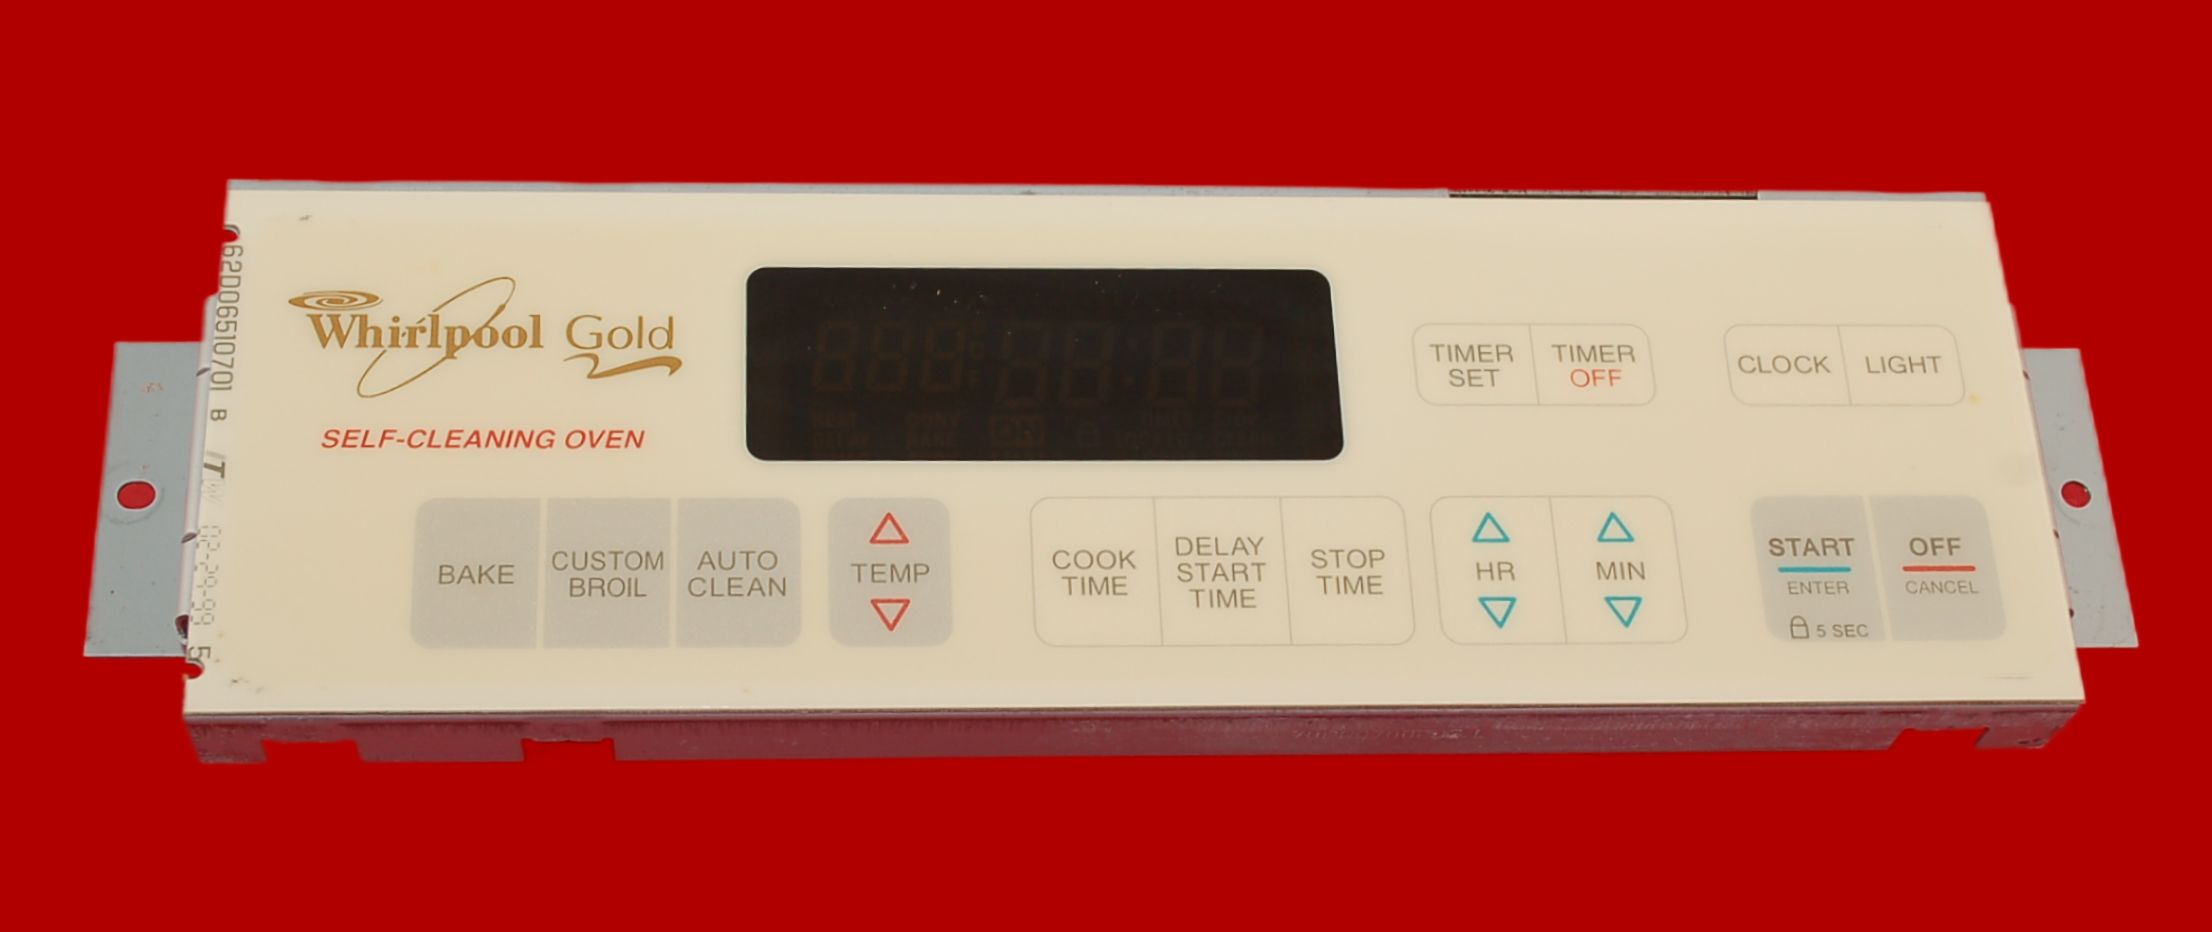 Whirlpool Gold
SELF-CLEANING OVEN
TIMER
SET
TIMER
OFF
CLOCK
LIGHT
BAKE
CUSTOM
BROIL
AUTO
CLEAN
TEMP
COOK
TIME
DELAY
START
TIME
STOP
TIME
HR
MIN
START
ENTER
5 SEC
OFF
CANCEL
ON
62D06510701 B